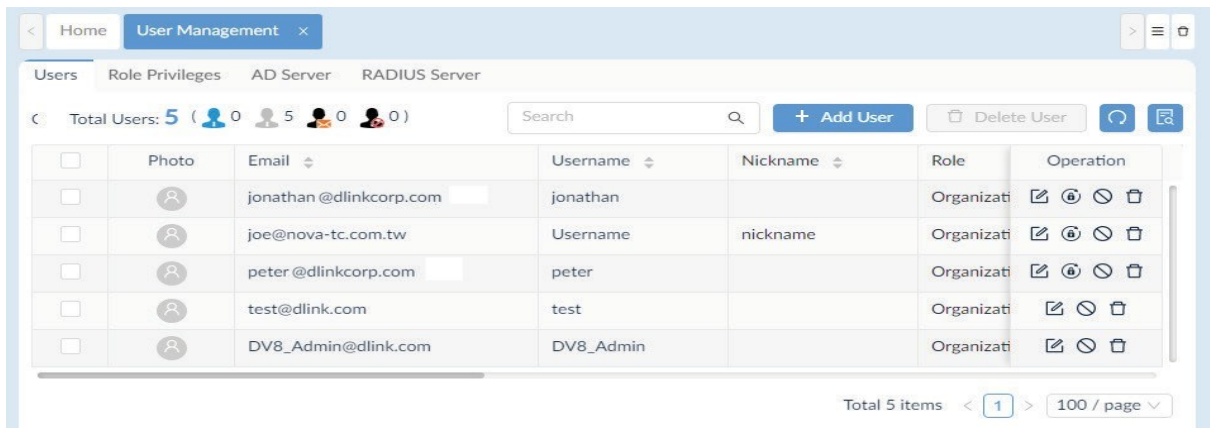 Home User Management ×
Users Role Privileges AD Server RADIUS Server
Total Users: 5 ( 0 5 0 0 ) Search + Add User Delete User
Photo Email Username Nickname Role Operation
jonathan @dlinkcorp.com jonathan Organizati
joe@nova-tc.com.tw Username nickname Organizati
peter @dlinkcorp.com peter Organizati
test@dlink.com test Organizati
DV8_Admin@dlink.com DV8_Admin Organizati
Total 5 items < 1 > 100 / page